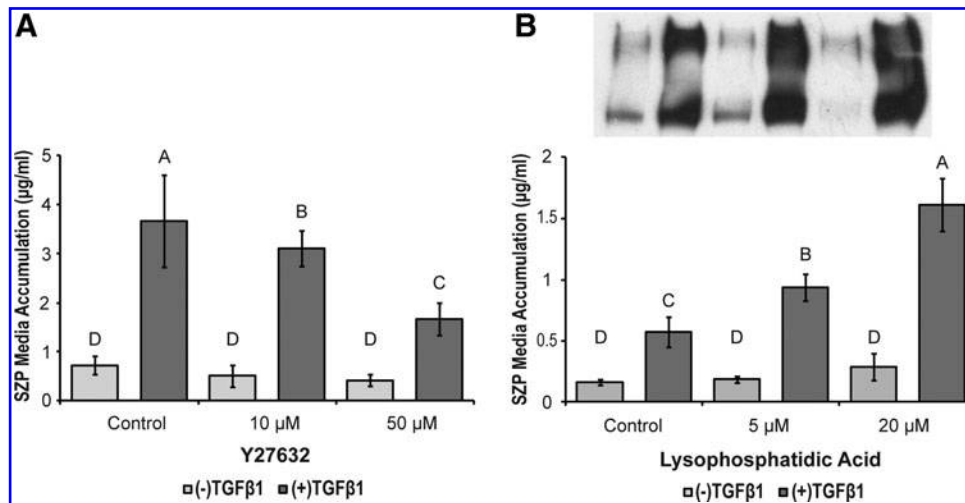 A
SZP Media Accumulation (µg/ml)
5
4
3
2
1
0
A
B
C
D
D
D
Control
10 µM
50 µM
Y27632
(-)TGFβ1 (+)TGFβ1
B
SZP Media Accumulation (µg/ml)
2
1.5
1
0.5
0
A
B
C
D
D
D
Control
5 µM
20 µM
Lysophosphatidic Acid
(-)TGFβ1 (+)TGFβ1